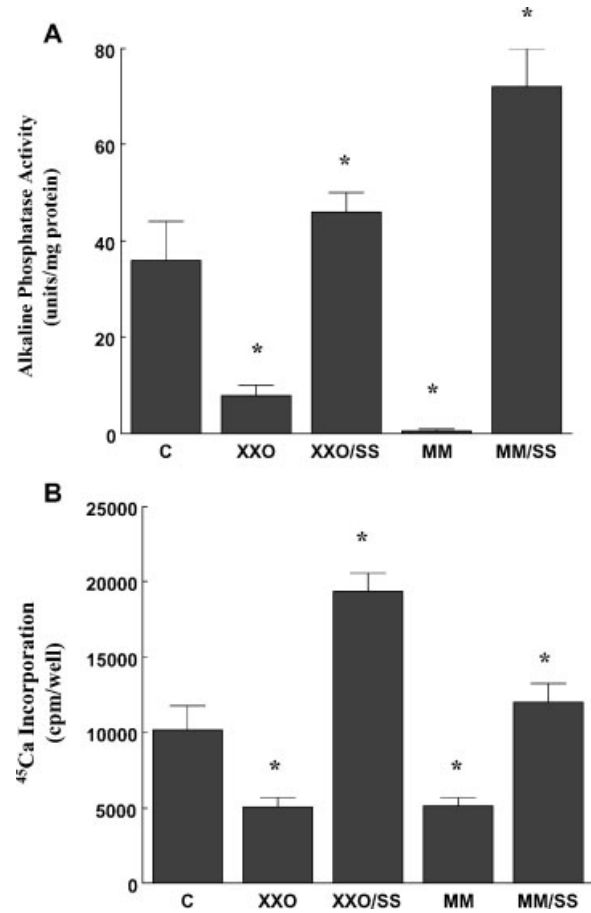 A
Alkaline Phosphatase Activity
(units/mg protein)
80
60
40
20
0
*
*
*
*
C XXO XXO/SS MM MM/SS
B
⁴⁵Ca Incorporation
(cpm/well)
25000
20000
15000
10000
5000
0
*
*
*
*
C XXO XXO/SS MM MM/SS